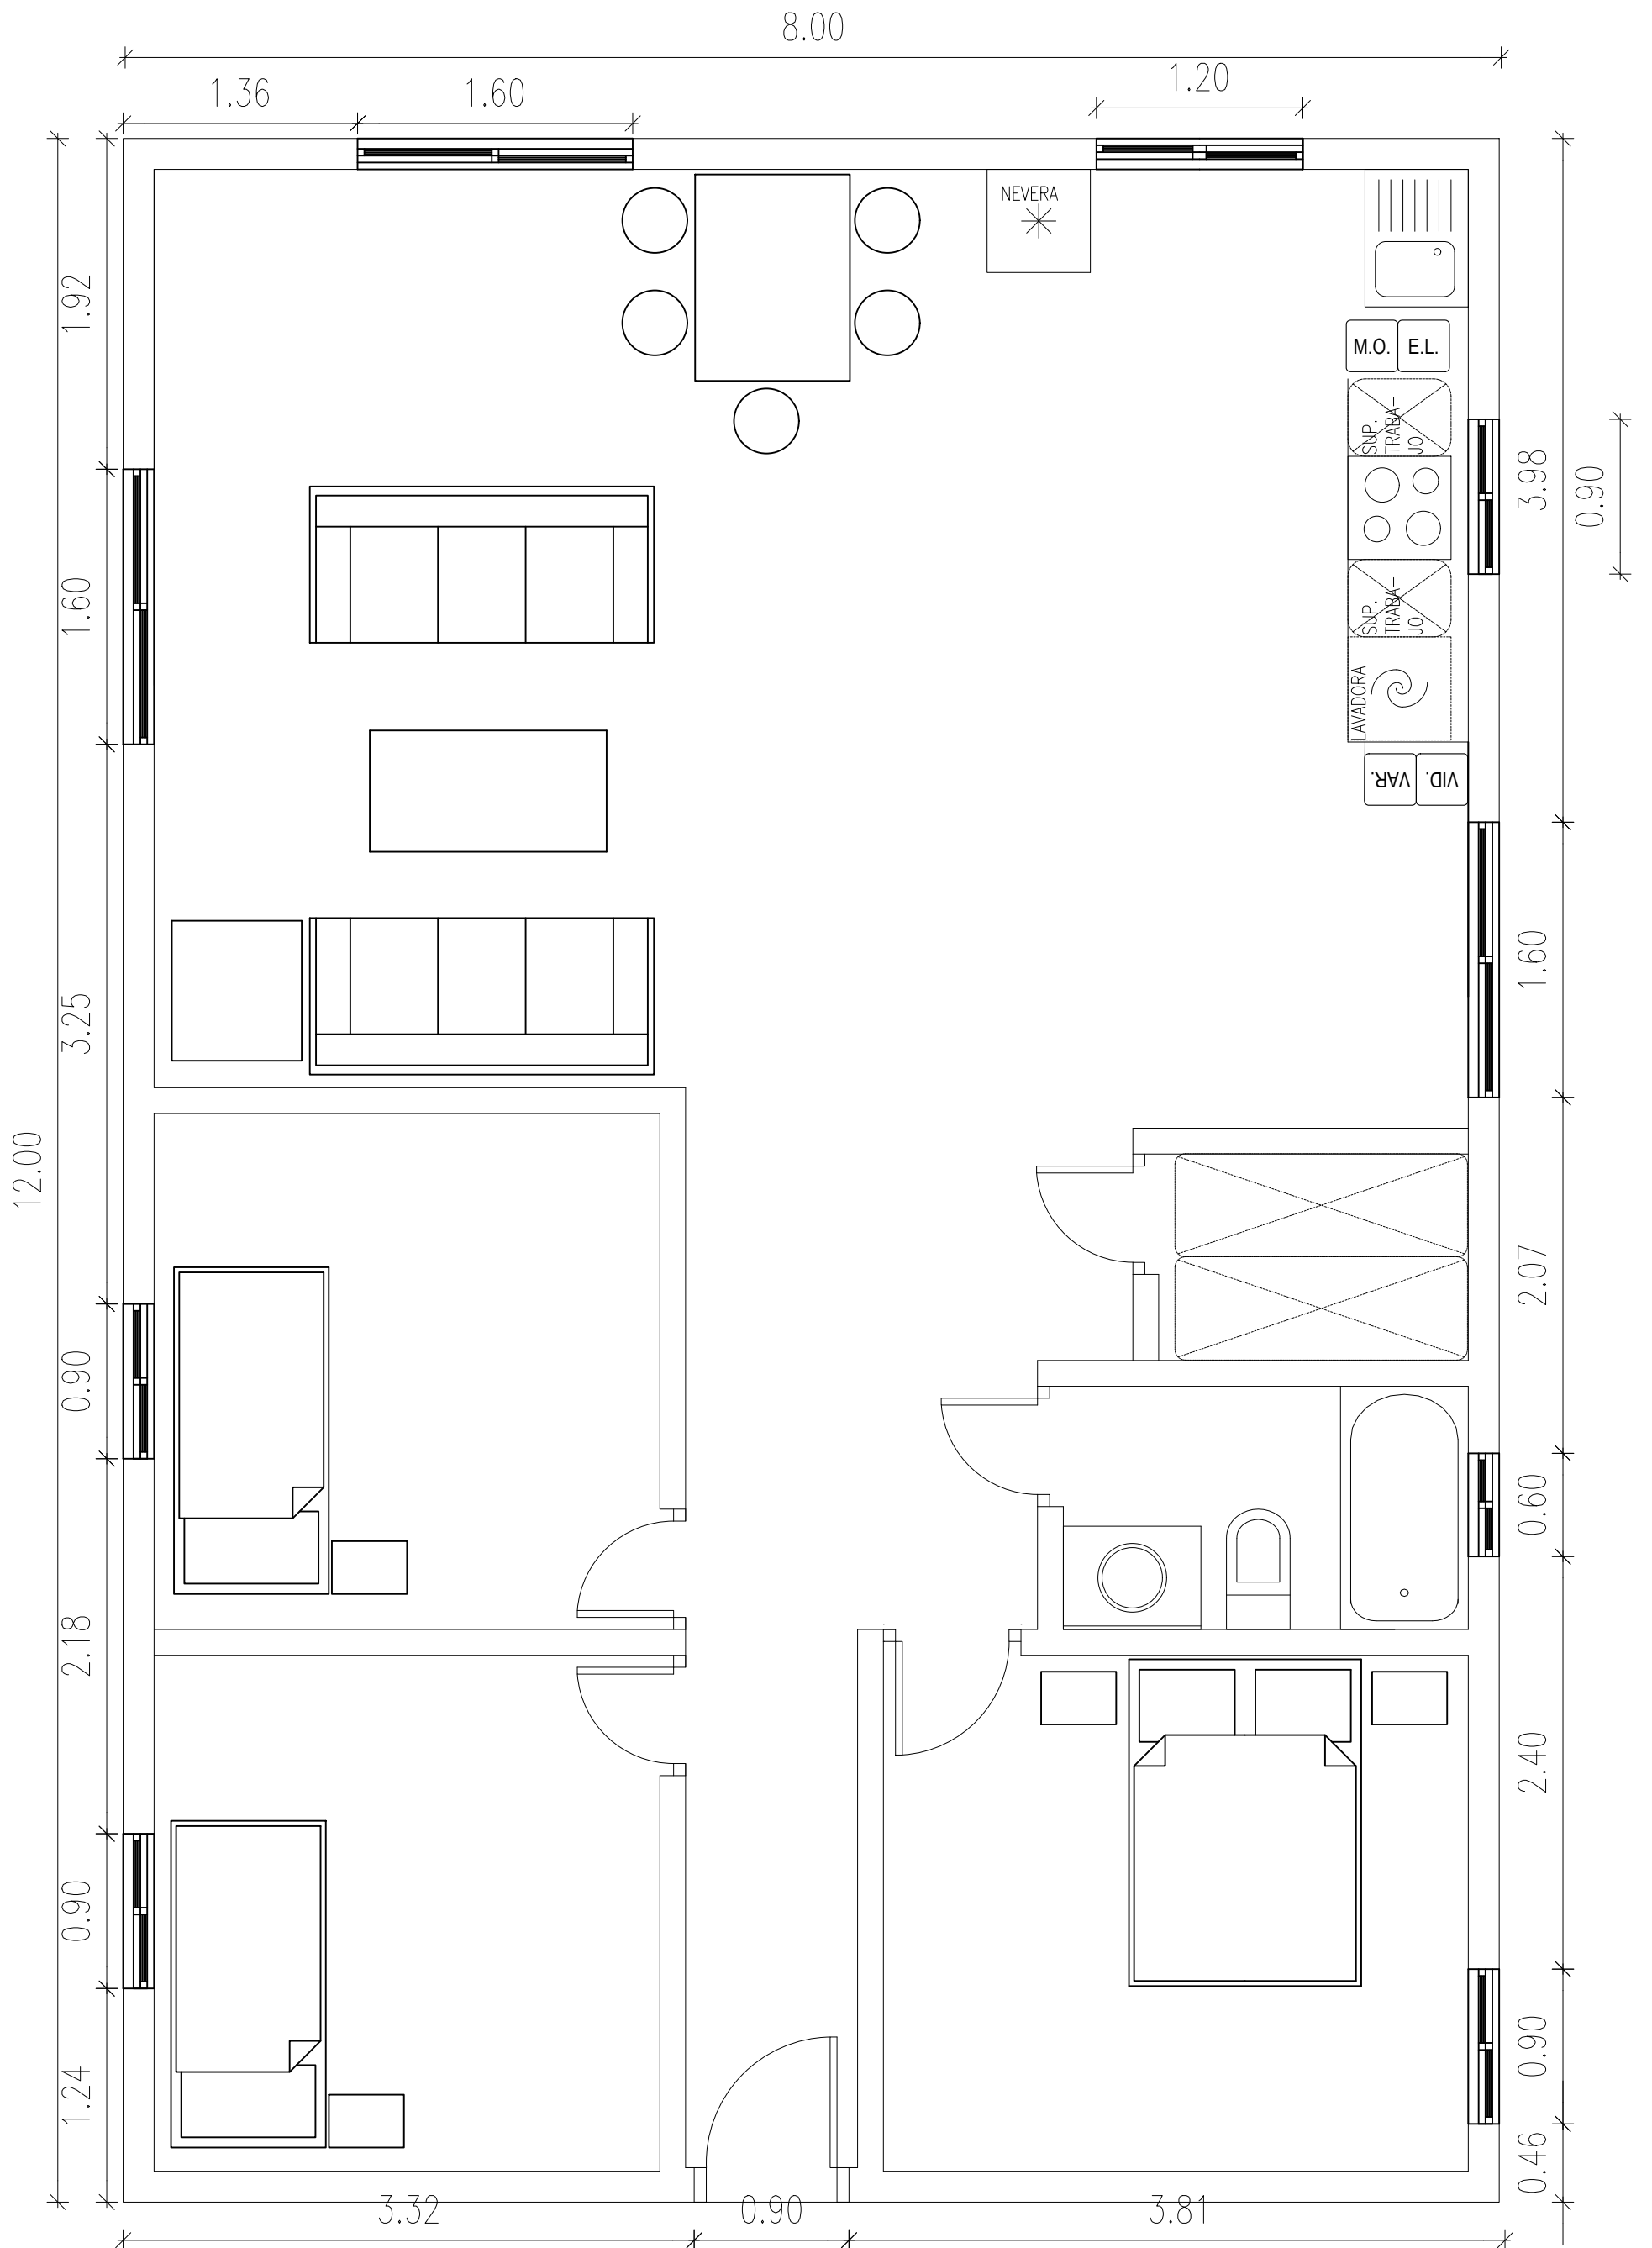 8.00
1.36
1.60
1.20
NEVERA
1.92
M.O.
E.L.
SUP.
TRABA-
JO
3.98
0.90
1.60
SUP.
TRABA-
JO
LAVADORA
VAR.
VID.
1.60
3.25
12.00
2.07
0.90
0.60
2.18
2.40
0.90
0.90
1.24
0.46
3.32
0.90
3.81